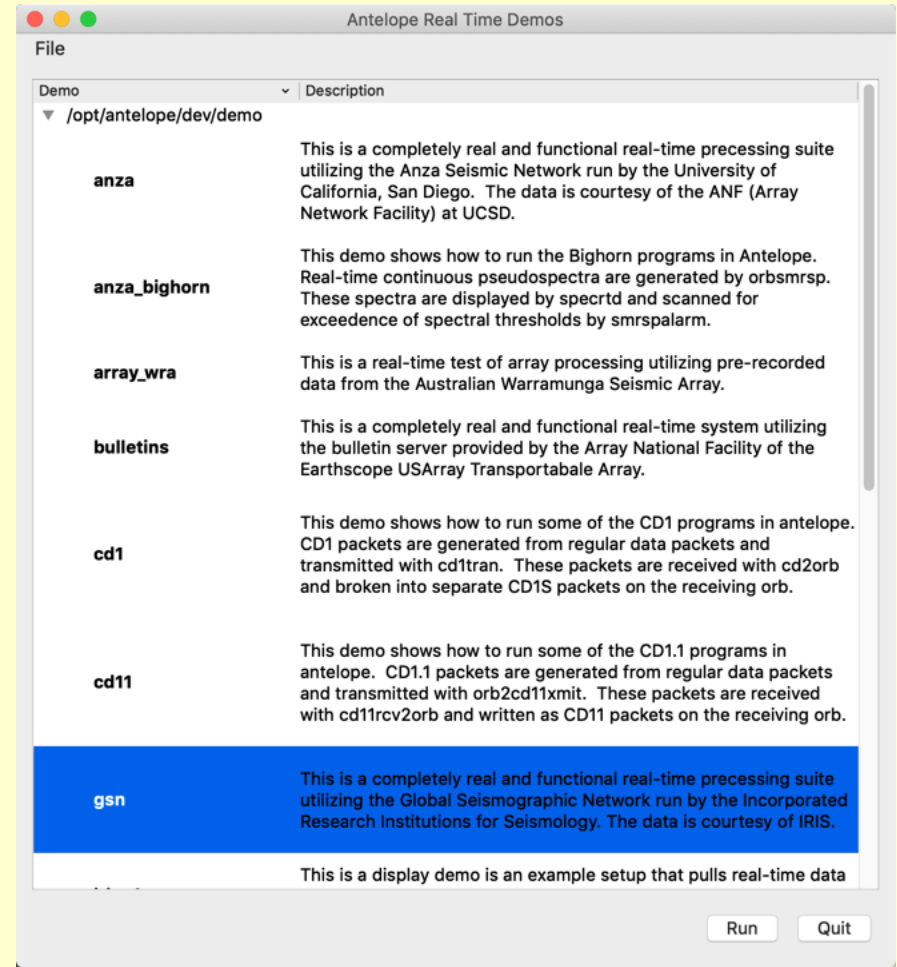 Antelope Real Time Demos
File
Demo Description
/opt/antelope/dev/demo
anza
This is a completely real and functional real-time precessing suite
utilizing the Anza Seismic Network run by the University of
California, San Diego. The data is courtesy of the ANF (Array
Network Facility) at UCSD.
anza_bighorn
This demo shows how to run the Bighorn programs in Antelope.
Real-time continuous pseudospectra are generated by orbsmrsp.
These spectra are displayed by specrtd and scanned for
exceedence of spectral thresholds by smrspalarm.
array_wra
This is a real-time test of array processing utilizing pre-recorded
data from the Australian Warramunga Seismic Array.
bulletins
This is a completely real and functional real-time system utilizing
the bulletin server provided by the Array National Facility of the
Earthscope USArray Transportabale Array.
cd1
This demo shows how to run some of the CD1 programs in antelope.
CD1 packets are generated from regular data packets and
transmitted with cd1tran. These packets are received with cd2orb
and broken into separate CD1S packets on the receiving orb.
cd11
This demo shows how to run some of the CD1.1 programs in
antelope. CD1.1 packets are generated from regular data packets
and transmitted with orb2cd11xmit. These packets are received
with cd11rcv2orb and written as CD11 packets on the receiving orb.
gsn
This is a completely real and functional real-time precessing suite
utilizing the Global Seismographic Network run by the Incorporated
Research Institutions for Seismology. The data is courtesy of IRIS.
This is a display demo is an example setup that pulls real-time data
Run Quit